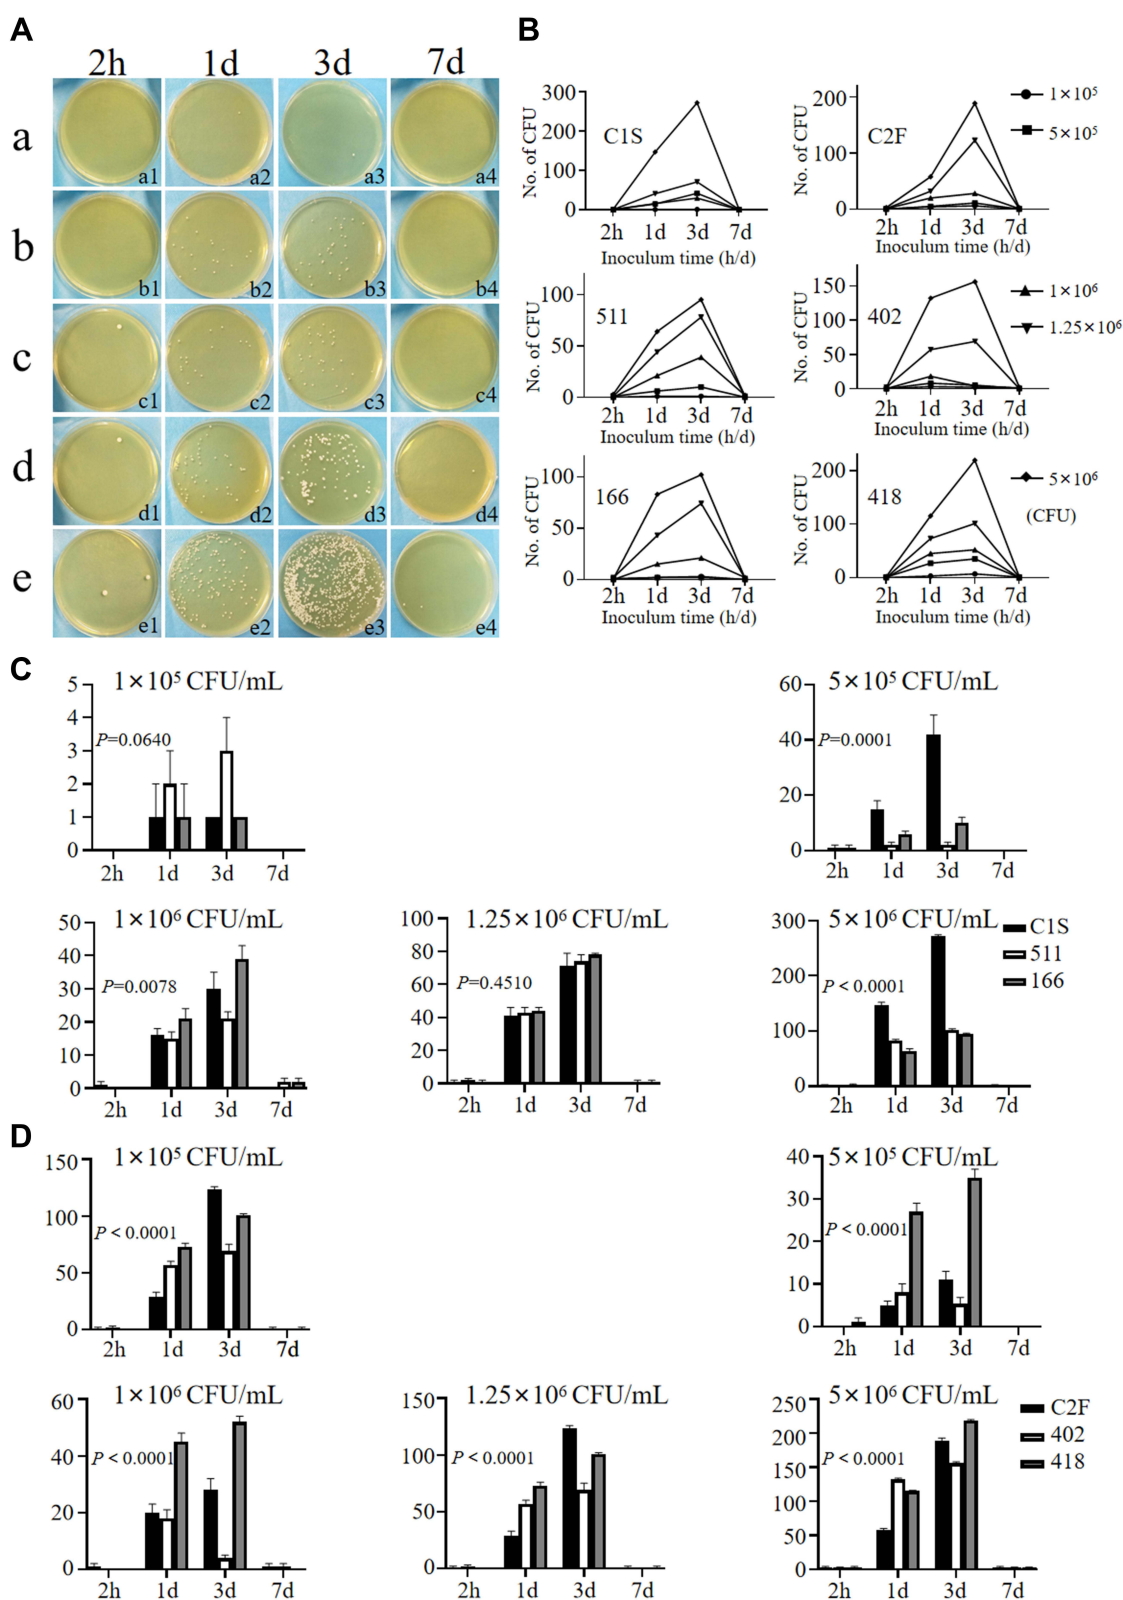 A
2h 1d 3d 7d
a
a1 a2 a3 a4
b
b1 b2 b3 b4
c
c1 c2 c3 c4
d
d1 d2 d3 d4
e
e1 e2 e3 e4
B
No. of CFU
300
200
100
0
C1S
2h 1d 3d 7d
Inoculum time (h/d)
No. of CFU
200
100
0
C2F
2h 1d 3d 7d
Inoculum time (h/d)
1×10⁵
5×10⁵
No. of CFU
100
50
0
511
2h 1d 3d 7d
Inoculum time (h/d)
No. of CFU
150
100
50
0
402
2h 1d 3d 7d
Inoculum time (h/d)
1×10⁶
1.25×10⁶
No. of CFU
100
50
0
166
2h 1d 3d 7d
Inoculum time (h/d)
No. of CFU
200
100
0
418
2h 1d 3d 7d
Inoculum time (h/d)
5×10⁶
(CFU)
C
1×10⁵ CFU/mL
5
4
3
2
1
0
P=0.0640
2h 1d 3d 7d
5×10⁵ CFU/mL
60
40
20
0
P=0.0001
2h 1d 3d 7d
1×10⁶ CFU/mL
50
40
30
20
10
0
P=0.0078
2h 1d 3d 7d
1.25×10⁶ CFU/mL
100
80
60
40
20
0
P=0.4510
2h 1d 3d 7d
5×10⁶ CFU/mL
300
200
100
0
P < 0.0001
2h 1d 3d 7d
C1S
511
166
D
1×10⁵ CFU/mL
150
100
50
0
P < 0.0001
2h 1d 3d 7d
5×10⁵ CFU/mL
40
30
20
10
0
P < 0.0001
2h 1d 3d 7d
1×10⁶ CFU/mL
60
40
20
0
P < 0.0001
2h 1d 3d 7d
1.25×10⁶ CFU/mL
150
100
50
0
P < 0.0001
2h 1d 3d 7d
5×10⁶ CFU/mL
250
200
150
100
50
0
P < 0.0001
2h 1d 3d 7d
C2F
402
418